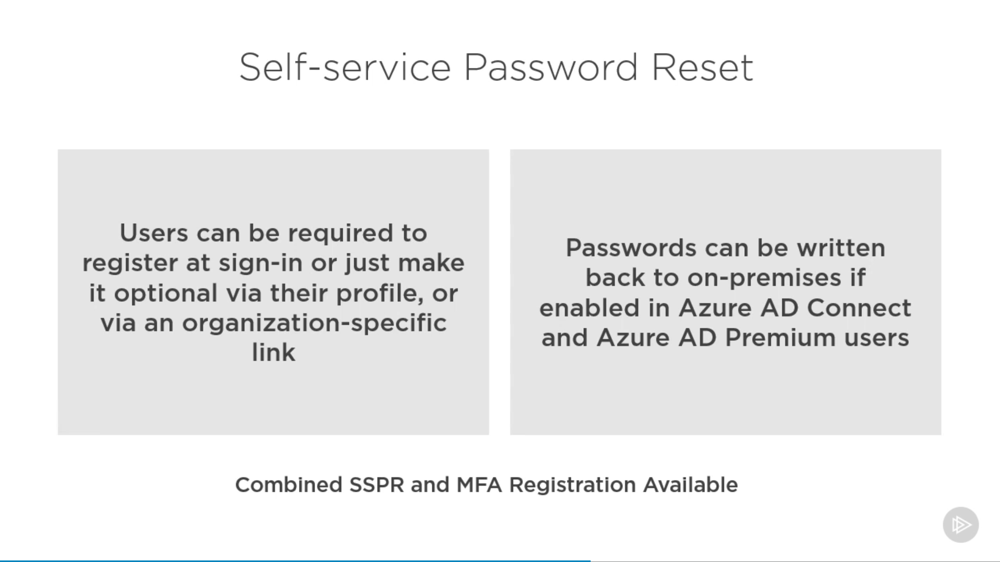 Self-service Password Reset
Users can be required to
register at sign-in or just make
it optional via their profile, or
via an organization-specific
link
Passwords can be written
back to on-premises if
enabled in Azure AD Connect
and Azure AD Premium users
Combined SSPR and MFA Registration Available